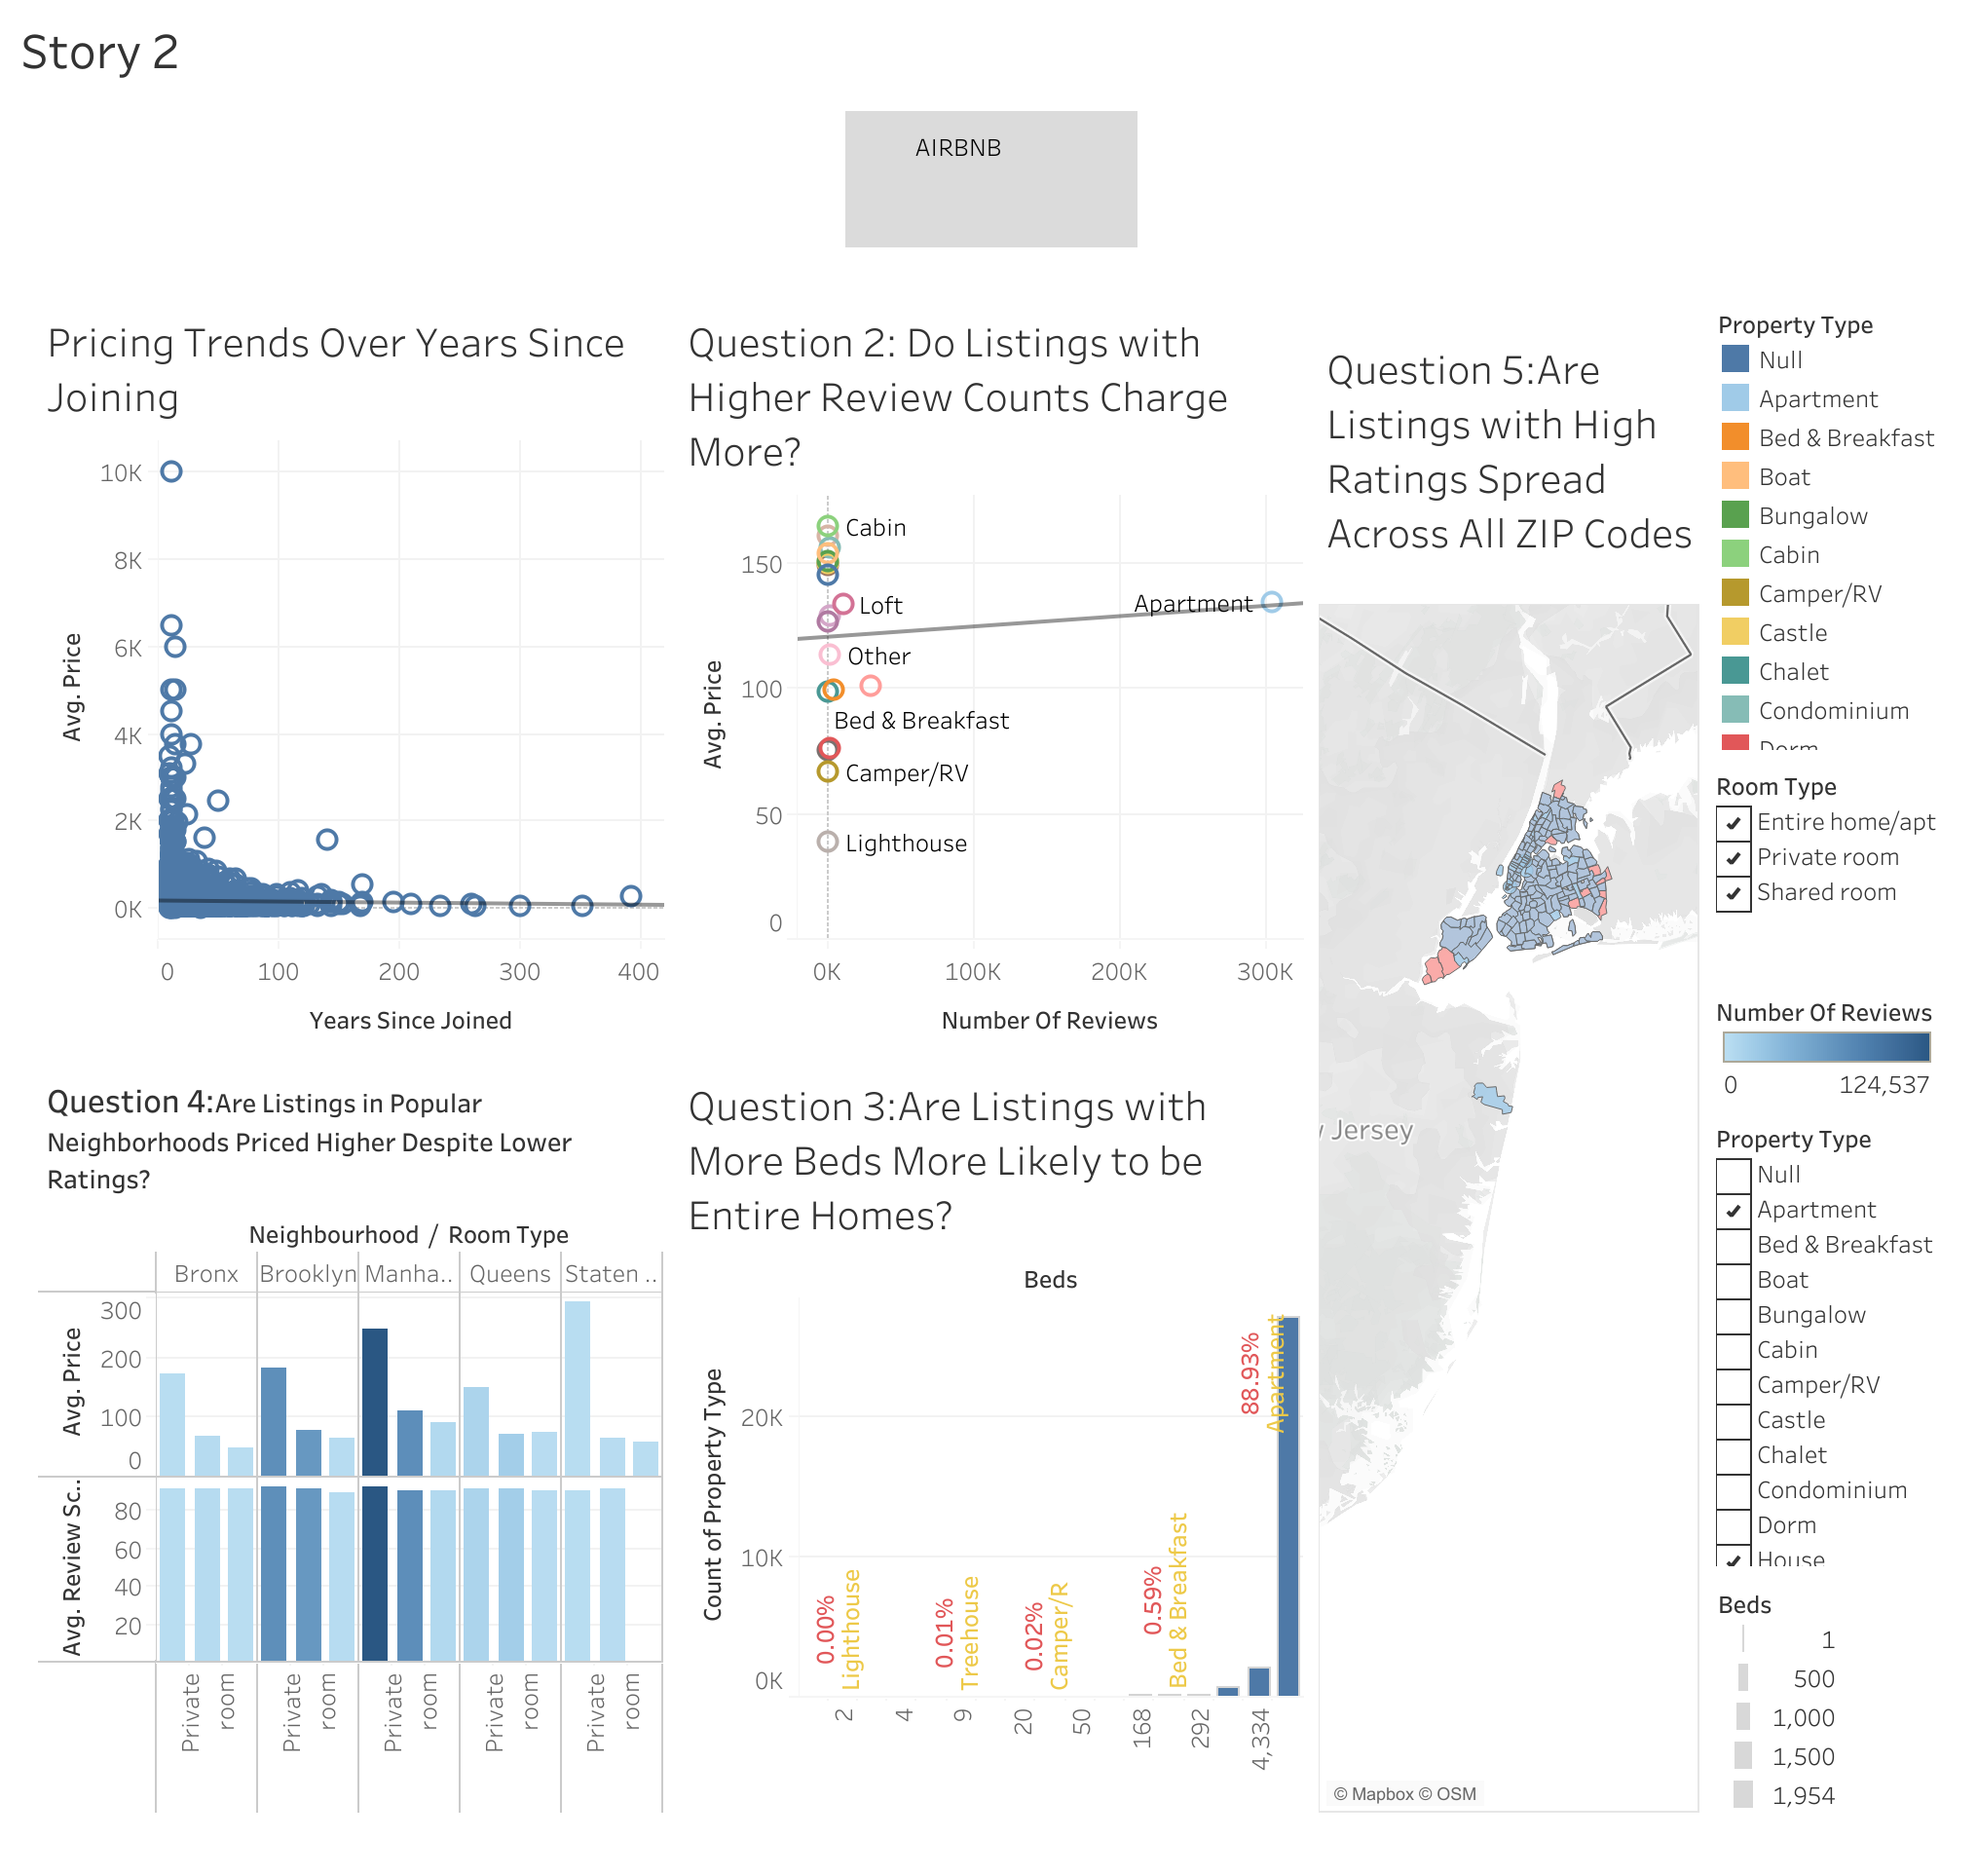 Story 2
AIRBNB
Pricing Trends Over Years Since
Joining
10K
8K
6K
4K
2K
0K
Avg. Price
0 100 200 300 400
Years Since Joined
Question 2: Do Listings with
Higher Review Counts Charge
More?
150
100
50
0
Avg. Price
Cabin
Loft
Apartment
Other
Bed & Breakfast
Camper/RV
Lighthouse
0K 100K 200K 300K
Number Of Reviews
Question 5:Are
Listings with High
Ratings Spread
Across All ZIP Codes
Jersey
© Mapbox © OSM
Question 4:Are Listings in Popular
Neighborhoods Priced Higher Despite Lower
Ratings?
Neighbourhood / Room Type
Bronx Brooklyn Manha.. Queens Staten ..
300
200
100
0
Avg. Price
80
60
40
20
Avg. Review Sc..
Private room Private room Private room Private room Private room
Question 3:Are Listings with
More Beds More Likely to be
Entire Homes?
Beds
20K
10K
0K
Count of Property Type
0.00%
Lighthouse
0.01%
Treehouse
0.02%
Camper/R
0.59%
Bed & Breakfast
88.93%
Apartment
2 4 9 20 50 168 292 4,334
Property Type
Null
Apartment
Bed & Breakfast
Boat
Bungalow
Cabin
Camper/RV
Castle
Chalet
Condominium
Dorm
Room Type
Entire home/apt
Private room
Shared room
Number Of Reviews
0 124,537
Property Type
Null
Apartment
Bed & Breakfast
Boat
Bungalow
Cabin
Camper/RV
Castle
Chalet
Condominium
Dorm
House
Beds
1
500
1,000
1,500
1,954